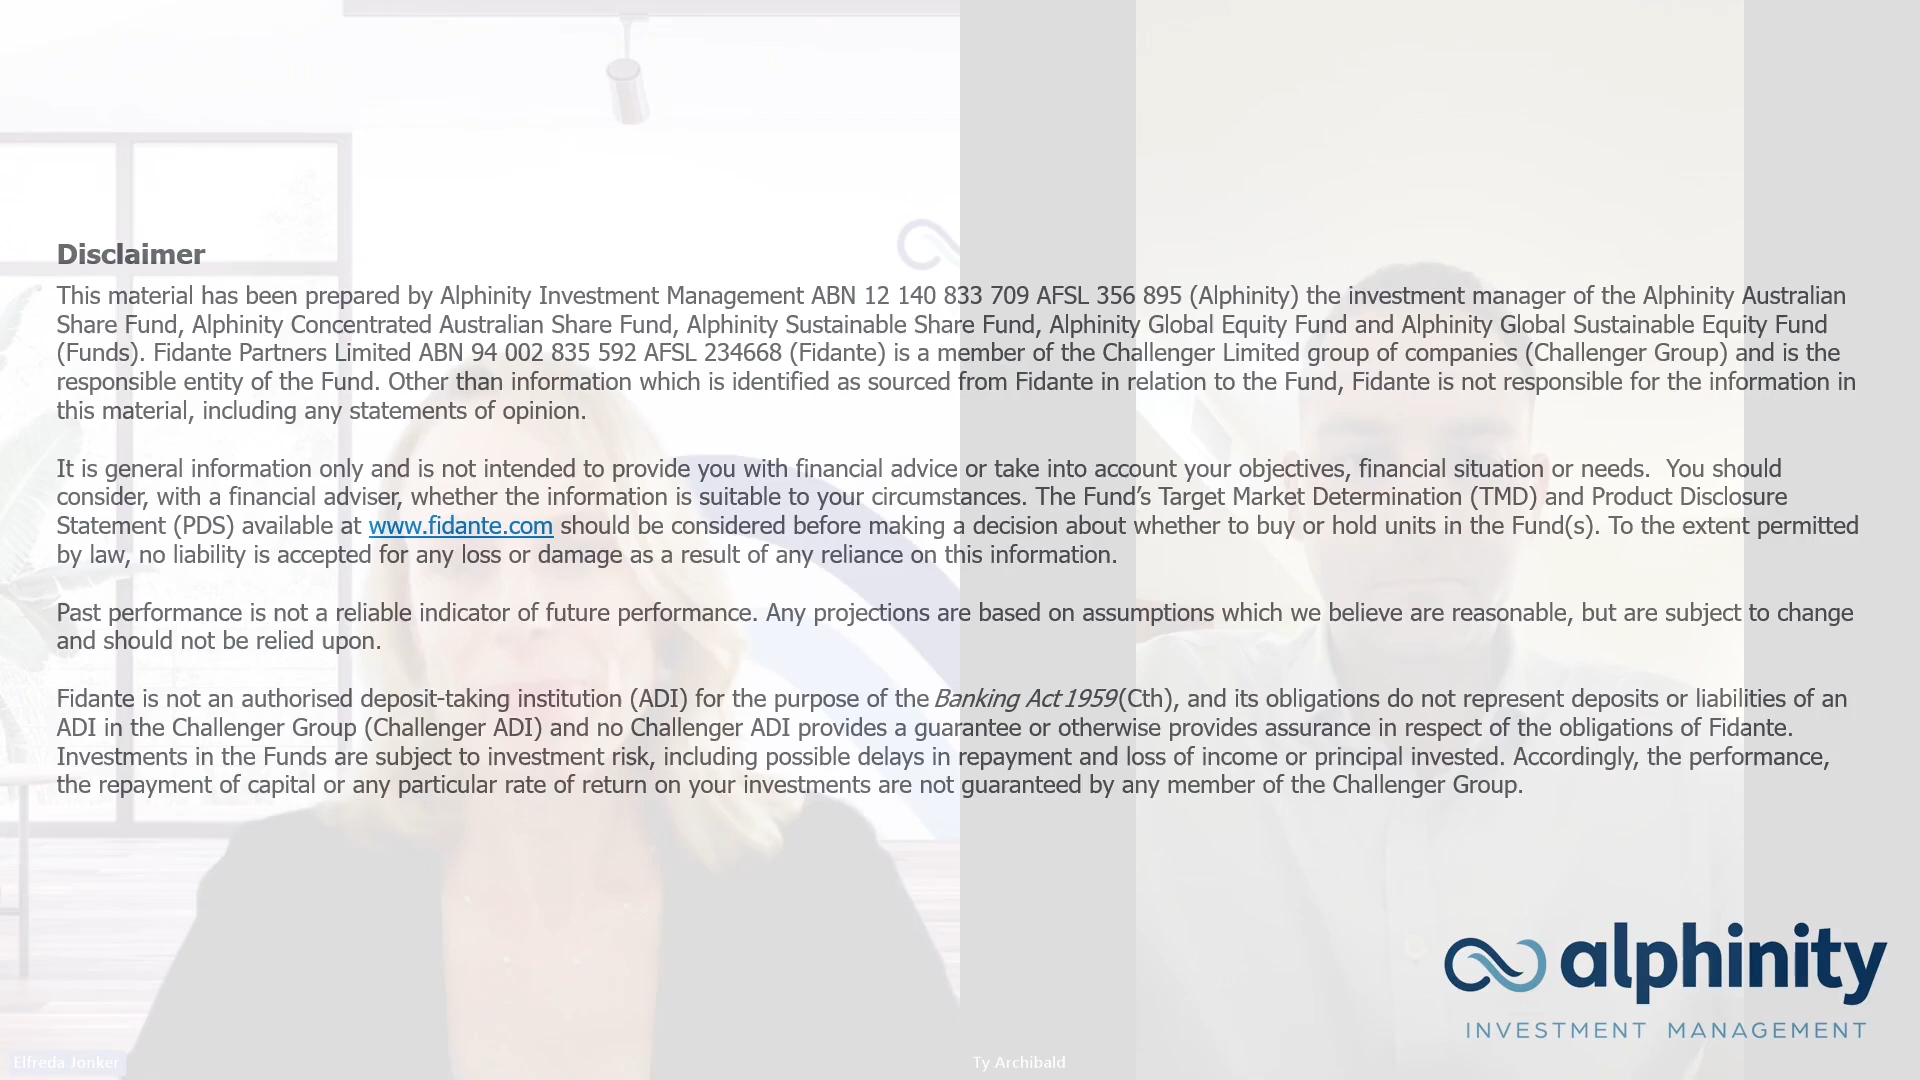 Disclaimer
This material has been prepared by Alphinity Investment Management ABN 12 140 833 709 AFSL 356 895 (Alphinity) the investment manager of the Alphinity Australian
Share Fund, Alphinity Concentrated Australian Share Fund, Alphinity Sustainable Share Fund, Alphinity Global Equity Fund and Alphinity Global Sustainable Equity Fund
(Funds). Fidante Partners Limited ABN 94 002 835 592 AFSL 234668 (Fidante) is a member of the Challenger Limited group of companies (Challenger Group) and is the
responsible entity of the Fund. Other than information which is identified as sourced from Fidante in relation to the Fund, Fidante is not responsible for the information in
this material, including any statements of opinion.
It is general information only and is not intended to provide you with financial advice or take into account your objectives, financial situation or needs.  You should
consider, with a financial adviser, whether the information is suitable to your circumstances. The Fund’s Target Market Determination (TMD) and Product Disclosure
Statement (PDS) available at www.fidante.com should be considered before making a decision about whether to buy or hold units in the Fund(s). To the extent permitted
by law, no liability is accepted for any loss or damage as a result of any reliance on this information.
Past performance is not a reliable indicator of future performance. Any projections are based on assumptions which we believe are reasonable, but are subject to change
and should not be relied upon.
Fidante is not an authorised deposit-taking institution (ADI) for the purpose of the Banking Act 1959 (Cth), and its obligations do not represent deposits or liabilities of an
ADI in the Challenger Group (Challenger ADI) and no Challenger ADI provides a guarantee or otherwise provides assurance in respect of the obligations of Fidante.
Investments in the Funds are subject to investment risk, including possible delays in repayment and loss of income or principal invested. Accordingly, the performance,
the repayment of capital or any particular rate of return on your investments are not guaranteed by any member of the Challenger Group.
alphinity
INVESTMENT MANAGEMENT
Elfreda Jonker
Ty Archibald